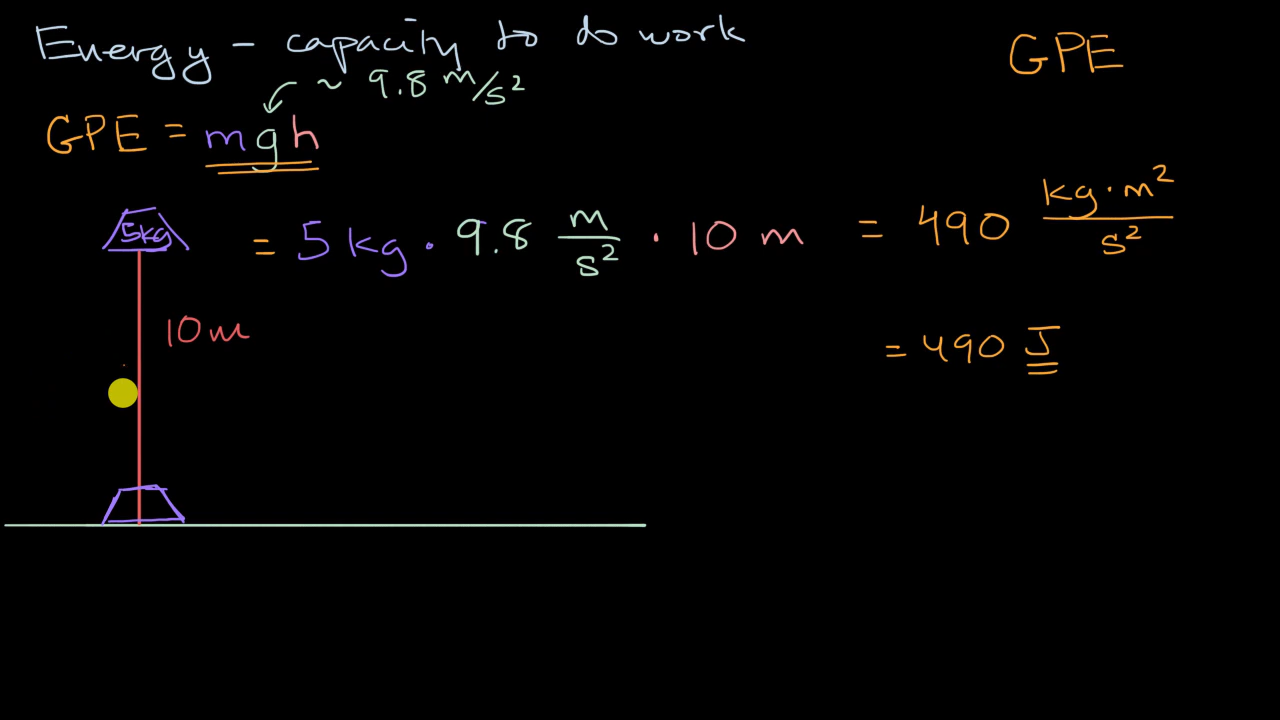 Energy - capacity to do work
GPE
~ 9.8 m/s²
GPE = mgh
5kg
= 5 kg · 9.8 m/s² · 10 m = 490 kg·m²/s²
10m
= 490 J